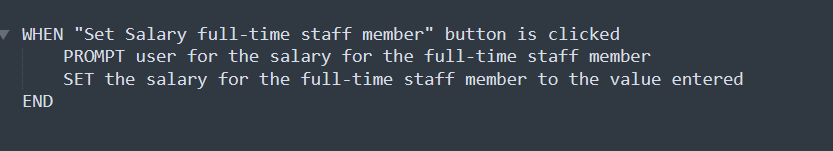 WHEN "Set Salary full-time staff member" button is clicked
PROMPT user for the salary for the full-time staff member
SET the salary for the full-time staff member to the value entered
END